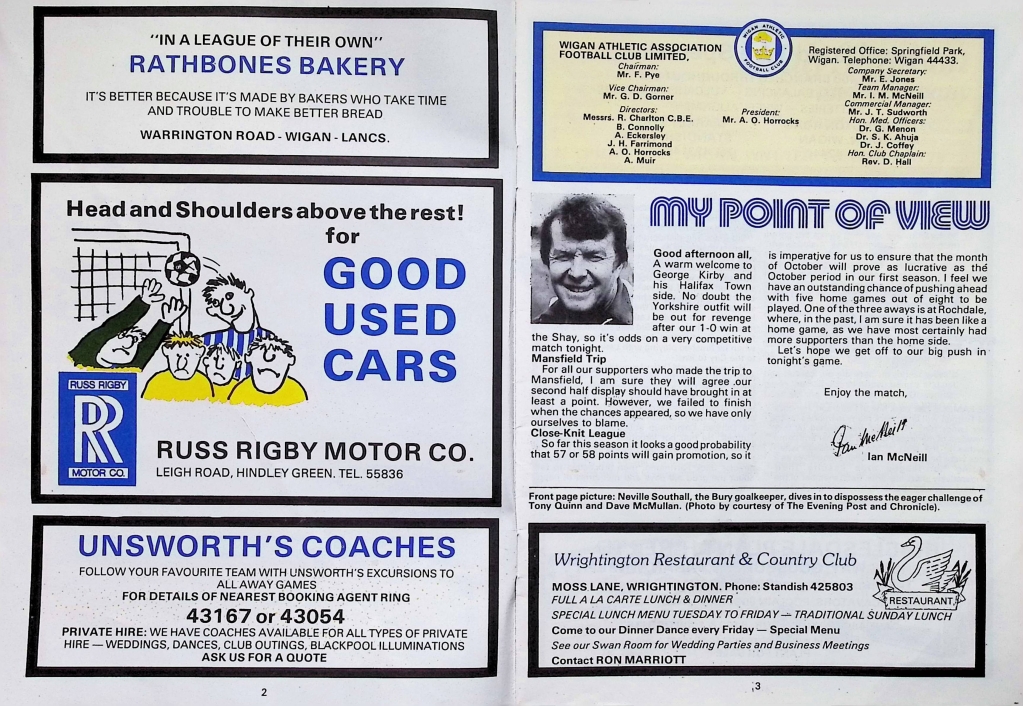 "IN A LEAGUE OF THEIR OWN"
RATHBONES BAKERY
IT'S BETTER BECAUSE IT'S MADE BY BAKERS WHO TAKE TIME
AND TROUBLE TO MAKE BETTER BREAD
WARRINGTON ROAD - WIGAN - LANCS.
Head and Shoulders above the rest!
for
GOOD
USED
CARS
RUSS RIGBY
RR
MOTOR CO.
RUSS RIGBY MOTOR CO.
LEIGH ROAD, HINDLEY GREEN. TEL. 55836
UNSWORTH'S COACHES
FOLLOW YOUR FAVOURITE TEAM WITH UNSWORTH'S EXCURSIONS TO
ALL AWAY GAMES
FOR DETAILS OF NEAREST BOOKING AGENT RING
43167 or 43054
PRIVATE HIRE: WE HAVE COACHES AVAILABLE FOR ALL TYPES OF PRIVATE
HIRE — WEDDINGS, DANCES, CLUB OUTINGS, BLACKPOOL ILLUMINATIONS
ASK US FOR A QUOTE
2
WIGAN ATHLETIC ASSOCIATION
FOOTBALL CLUB LIMITED,
Chairman:
Mr. F. Pye
Vice Chairman:
Mr. G. D. Gorner
Directors:
Messrs. R. Charlton C.B.E.
B. Connolly
A. Eckersley
J. H. Farrimond
A. O. Horrocks
A. Muir
WIGAN ATHLETIC
FOOTBALL CLUB
President:
Mr. A. O. Horrocks
Registered Office: Springfield Park,
Wigan. Telephone: Wigan 44433.
Company Secretary:
Mr. E. Jones
Team Manager:
Mr. I. M. McNeill
Commercial Manager:
Mr. J. T. Sudworth
Hon. Med. Officers:
Dr. G. Menon
Dr. S. K. Ahuja
Dr. J. Coffey
Hon. Club Chaplain:
Rev. D. Hall
MY POINT OF VIEW
Good afternoon all,
A warm welcome to
George Kirby and
his Halifax Town
side. No doubt the
Yorkshire outfit will
be out for revenge
after our 1-0 win at
the Shay, so it's odds on a very competitive
match tonight.
Mansfield Trip
For all our supporters who made the trip to
Mansfield, I am sure they will agree our
second half display should have brought in at
least a point. However, we failed to finish
when the chances appeared, so we have only
ourselves to blame.
Close-Knit League
So far this season it looks a good probability
that 57 or 58 points will gain promotion, so it
is imperative for us to ensure that the month
of October will prove as lucrative as the
October period in our first season. I feel we
have an outstanding chance of pushing ahead
with five home games out of eight to be
played. One of the three aways is at Rochdale,
where, in the past, I am sure it has been like a
home game, as we have most certainly had
more supporters than the home side.
Let's hope we get off to our big push in
tonight's game.
Enjoy the match,
Ian McNeill
Ian McNeill
Front page picture: Neville Southall, the Bury goalkeeper, dives in to dispossess the eager challenge of
Tony Quinn and Dave McMullan. (Photo by courtesy of The Evening Post and Chronicle).
Wrightington Restaurant & Country Club
RESTAURANT
MOSS LANE, WRIGHTINGTON. Phone: Standish 425803
FULL A LA CARTE LUNCH & DINNER
SPECIAL LUNCH MENU TUESDAY TO FRIDAY — TRADITIONAL SUNDAY LUNCH
Come to our Dinner Dance every Friday — Special Menu
See our Swan Room for Wedding Parties and Business Meetings
Contact RON MARRIOTT
3